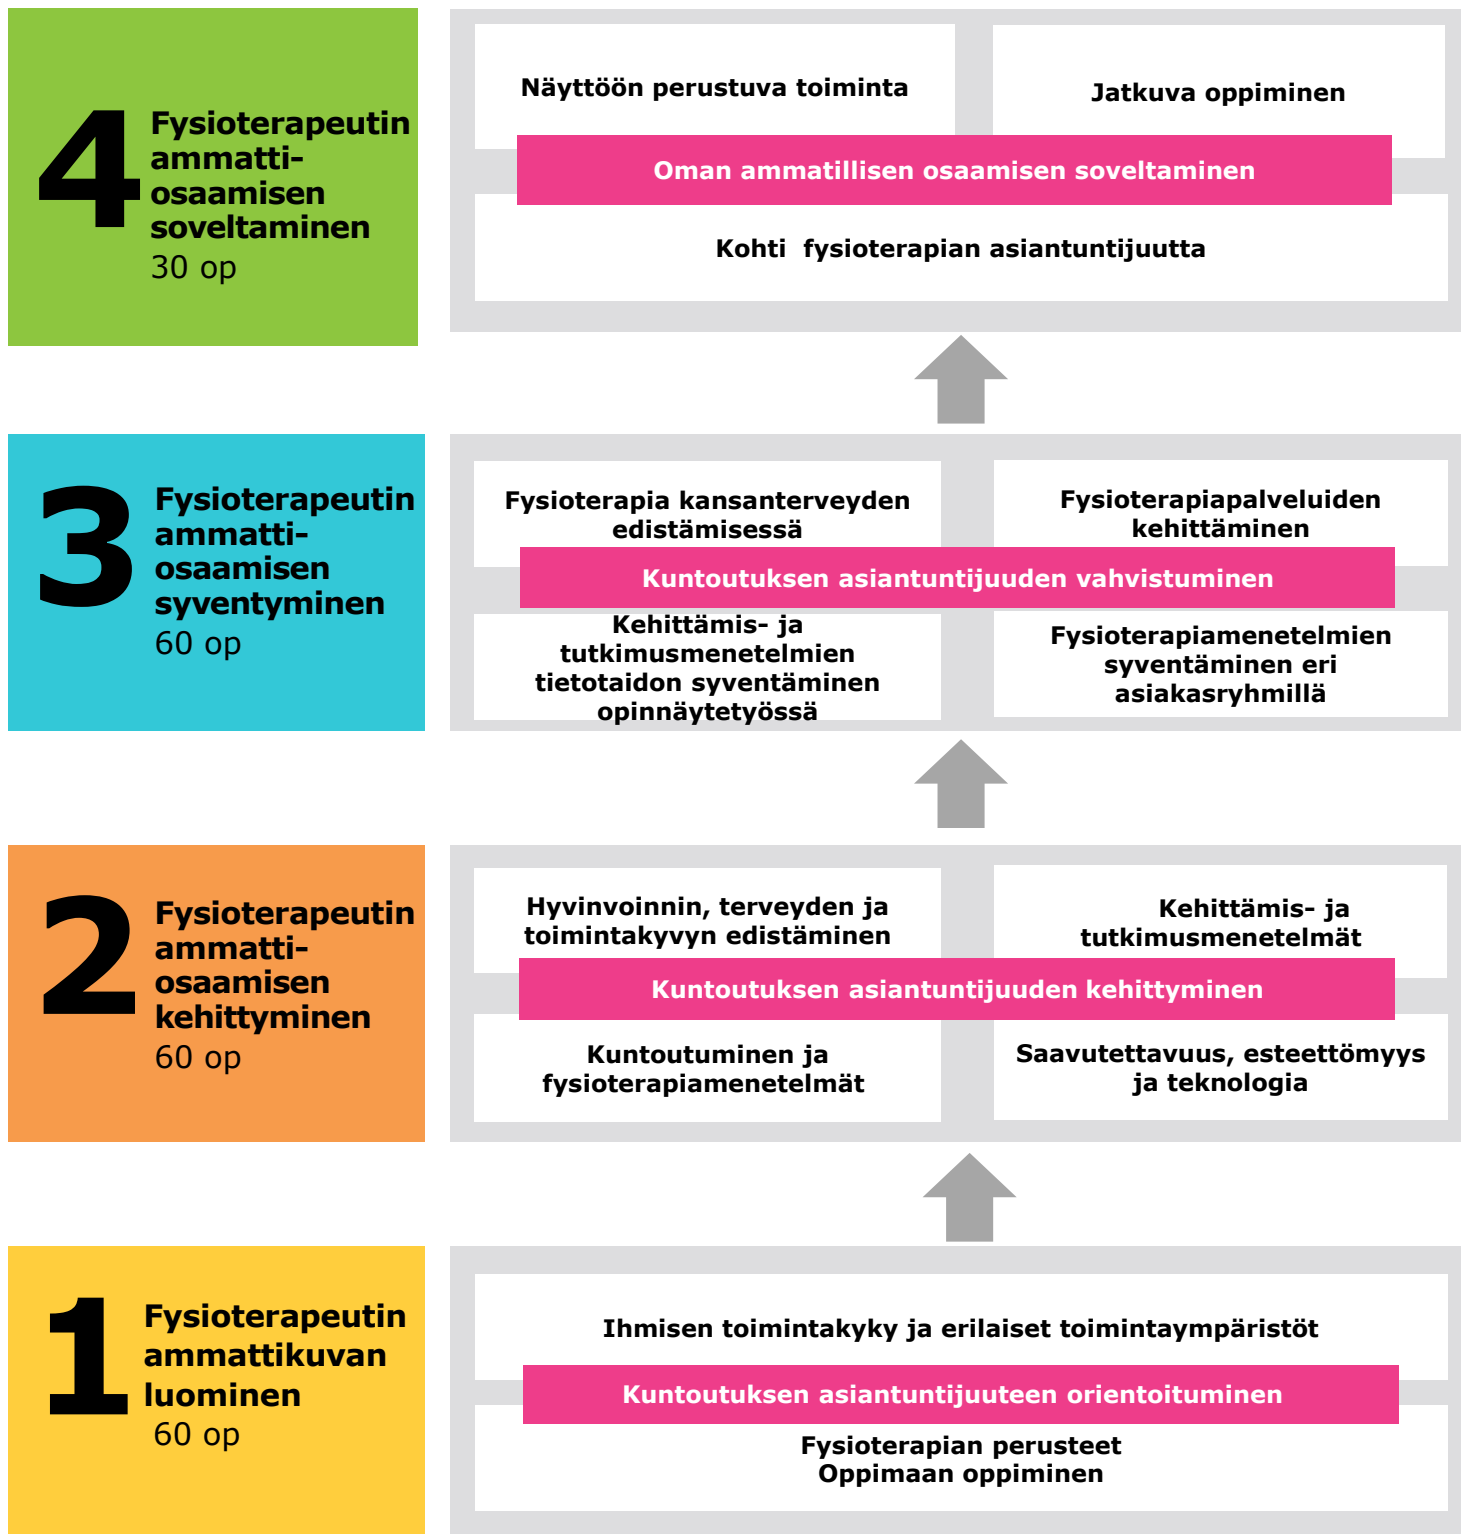 4
Fysioterapeutin
ammatti-
osaamisen
soveltaminen
30 op
Näyttöön perustuva toiminta
Jatkuva oppiminen
Oman ammatillisen osaamisen soveltaminen
Kohti  fysioterapian asiantuntijuutta
3
Fysioterapeutin
ammatti-
osaamisen
syventyminen
60 op
Fysioterapia kansanterveyden
edistämisessä
Fysioterapiapalveluiden
kehittäminen
Kuntoutuksen asiantuntijuuden vahvistuminen
Kehittämis- ja
tutkimusmenetelmien
tietotaidon syventäminen
opinnäytetyössä
Fysioterapiamenetelmien
syventäminen eri
asiakasryhmillä
2
Fysioterapeutin
ammatti-
osaamisen
kehittyminen
60 op
Hyvinvoinnin, terveyden ja
toimintakyvyn edistäminen
Kehittämis- ja
tutkimusmenetelmät
Kuntoutuksen asiantuntijuuden kehittyminen
Kuntoutuminen ja
fysioterapiamenetelmät
Saavutettavuus, esteettömyys
ja teknologia
1
Fysioterapeutin
ammattikuvan
luominen
60 op
Ihmisen toimintakyky ja erilaiset toimintaympäristöt
Kuntoutuksen asiantuntijuuteen orientoituminen
Fysioterapian perusteet
Oppimaan oppiminen